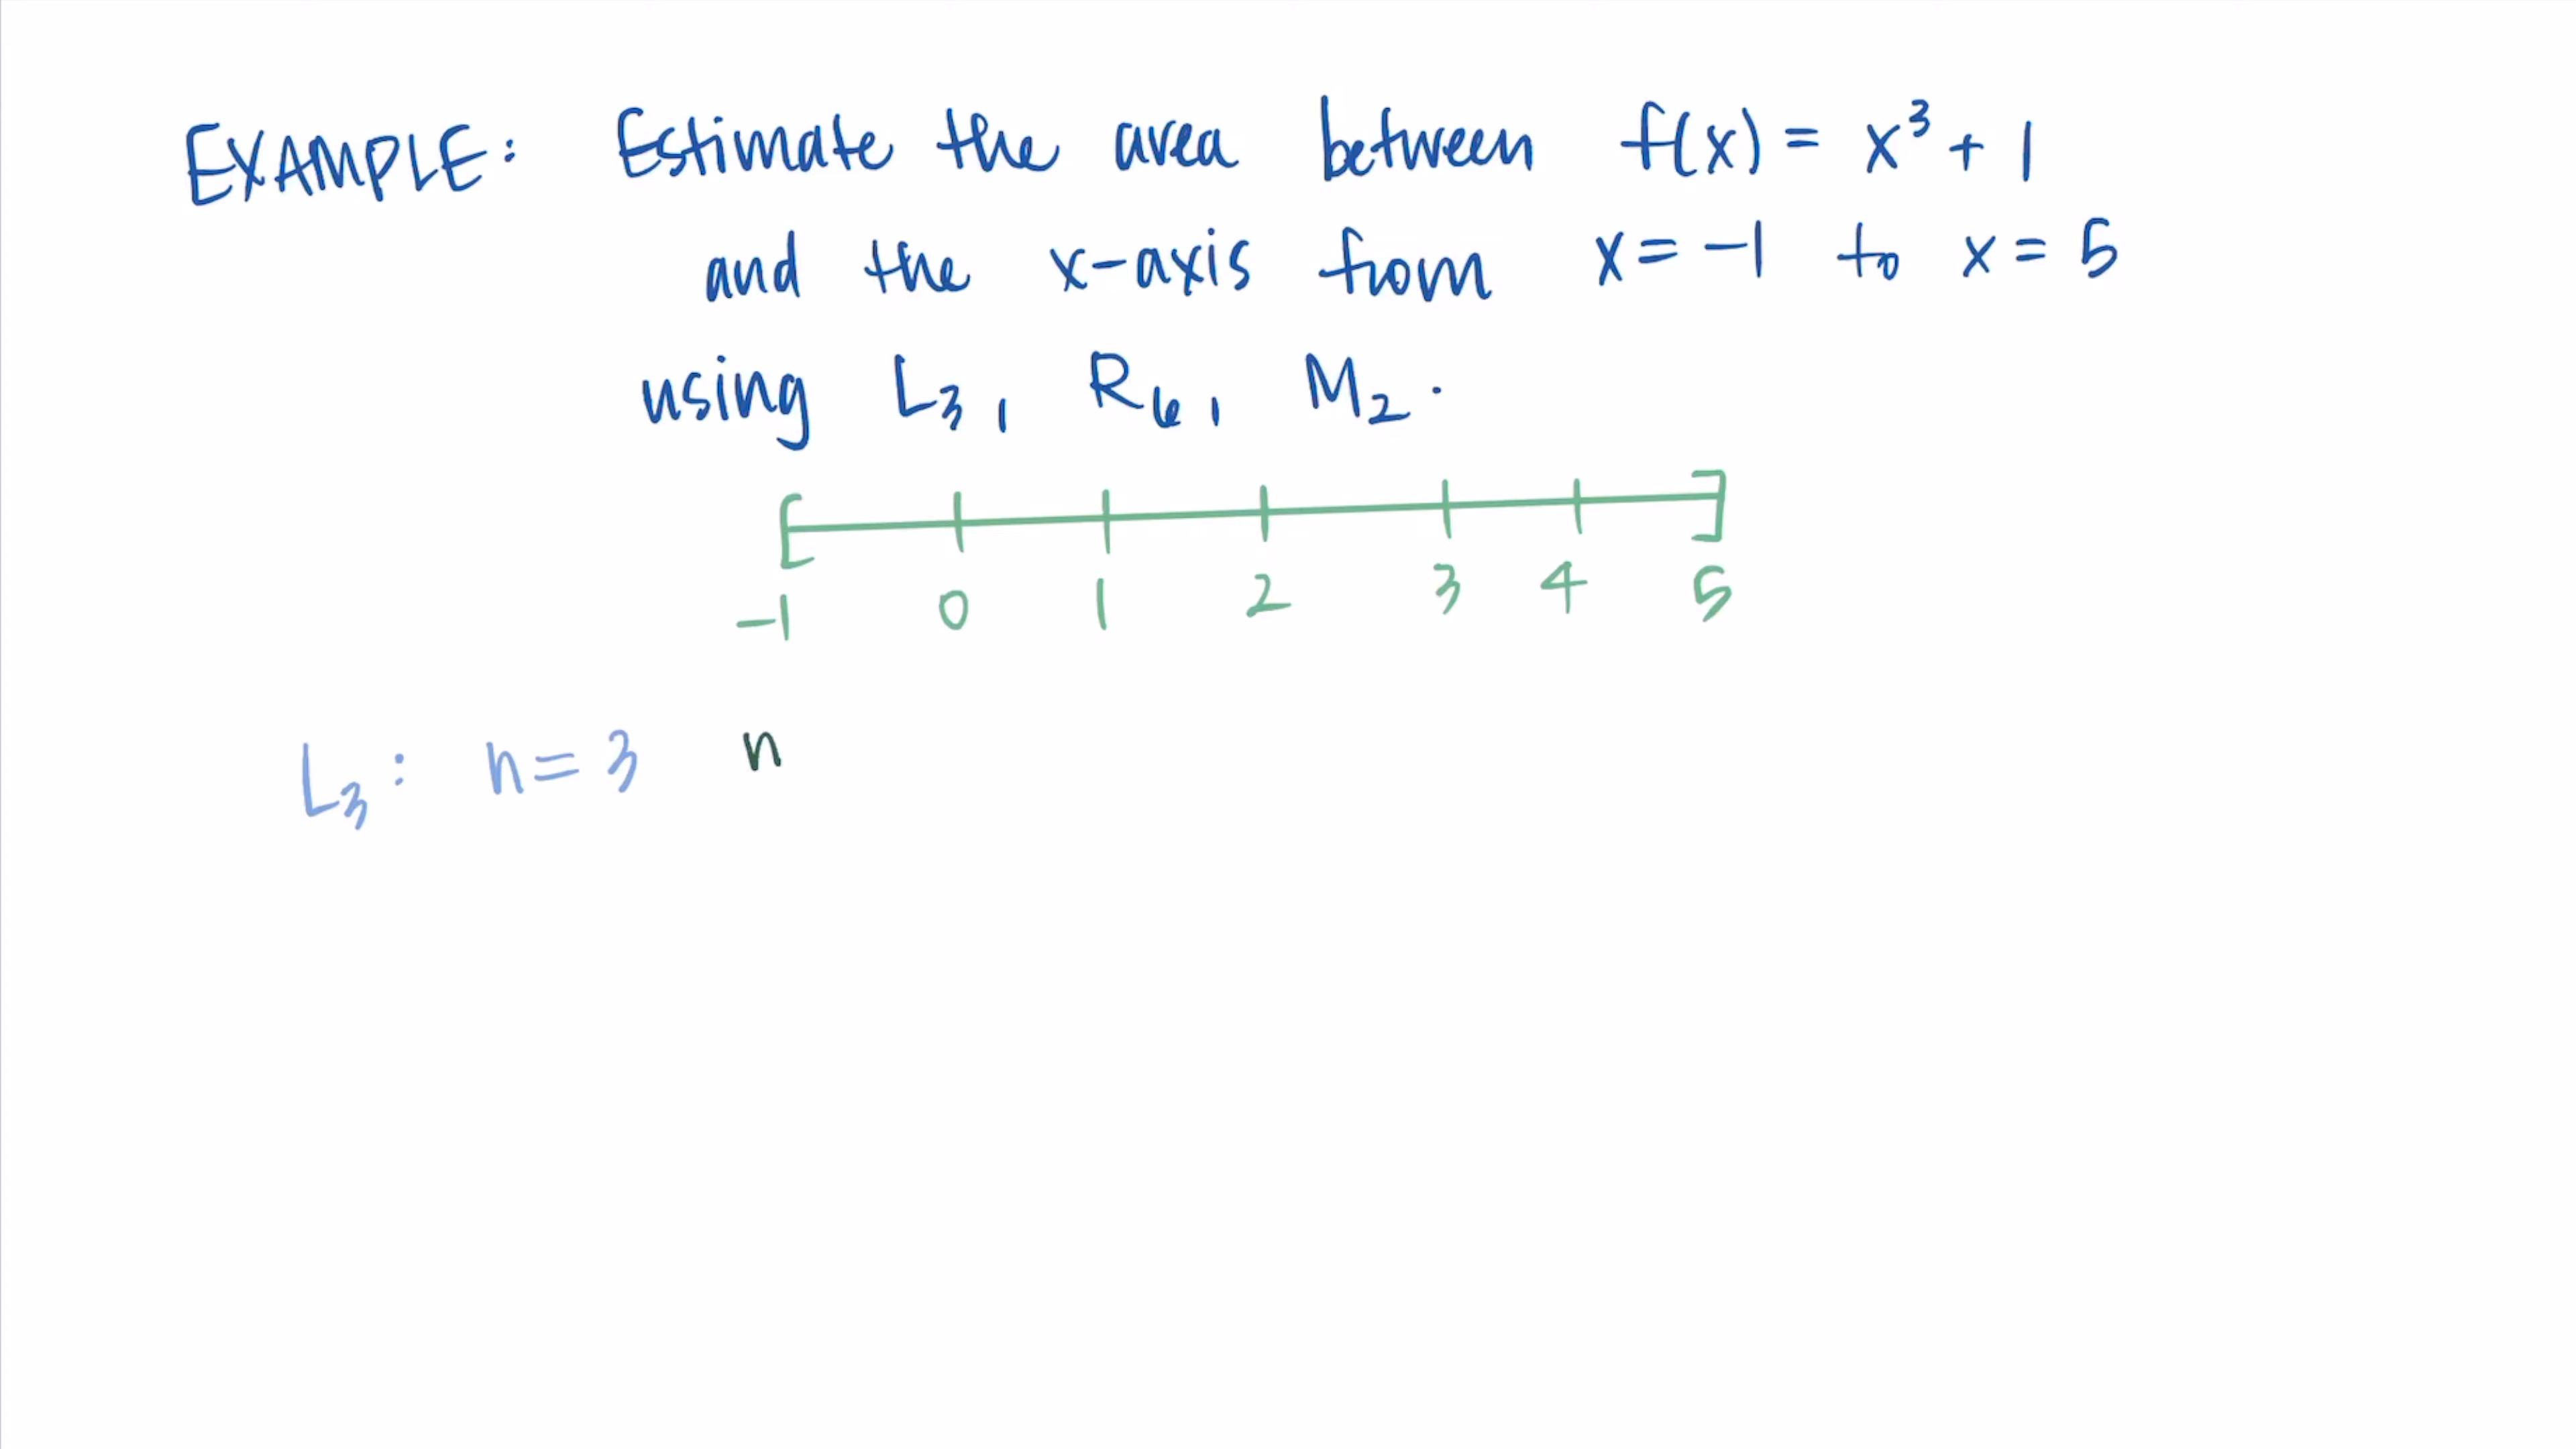 EXAMPLE: Estimate the area between f(x) = x³ + 1
and the x-axis from x = -1 to x = 5
using L₃, R₆, M₂.
-1 0 1 2 3 4 5
L₃: n = 3 n